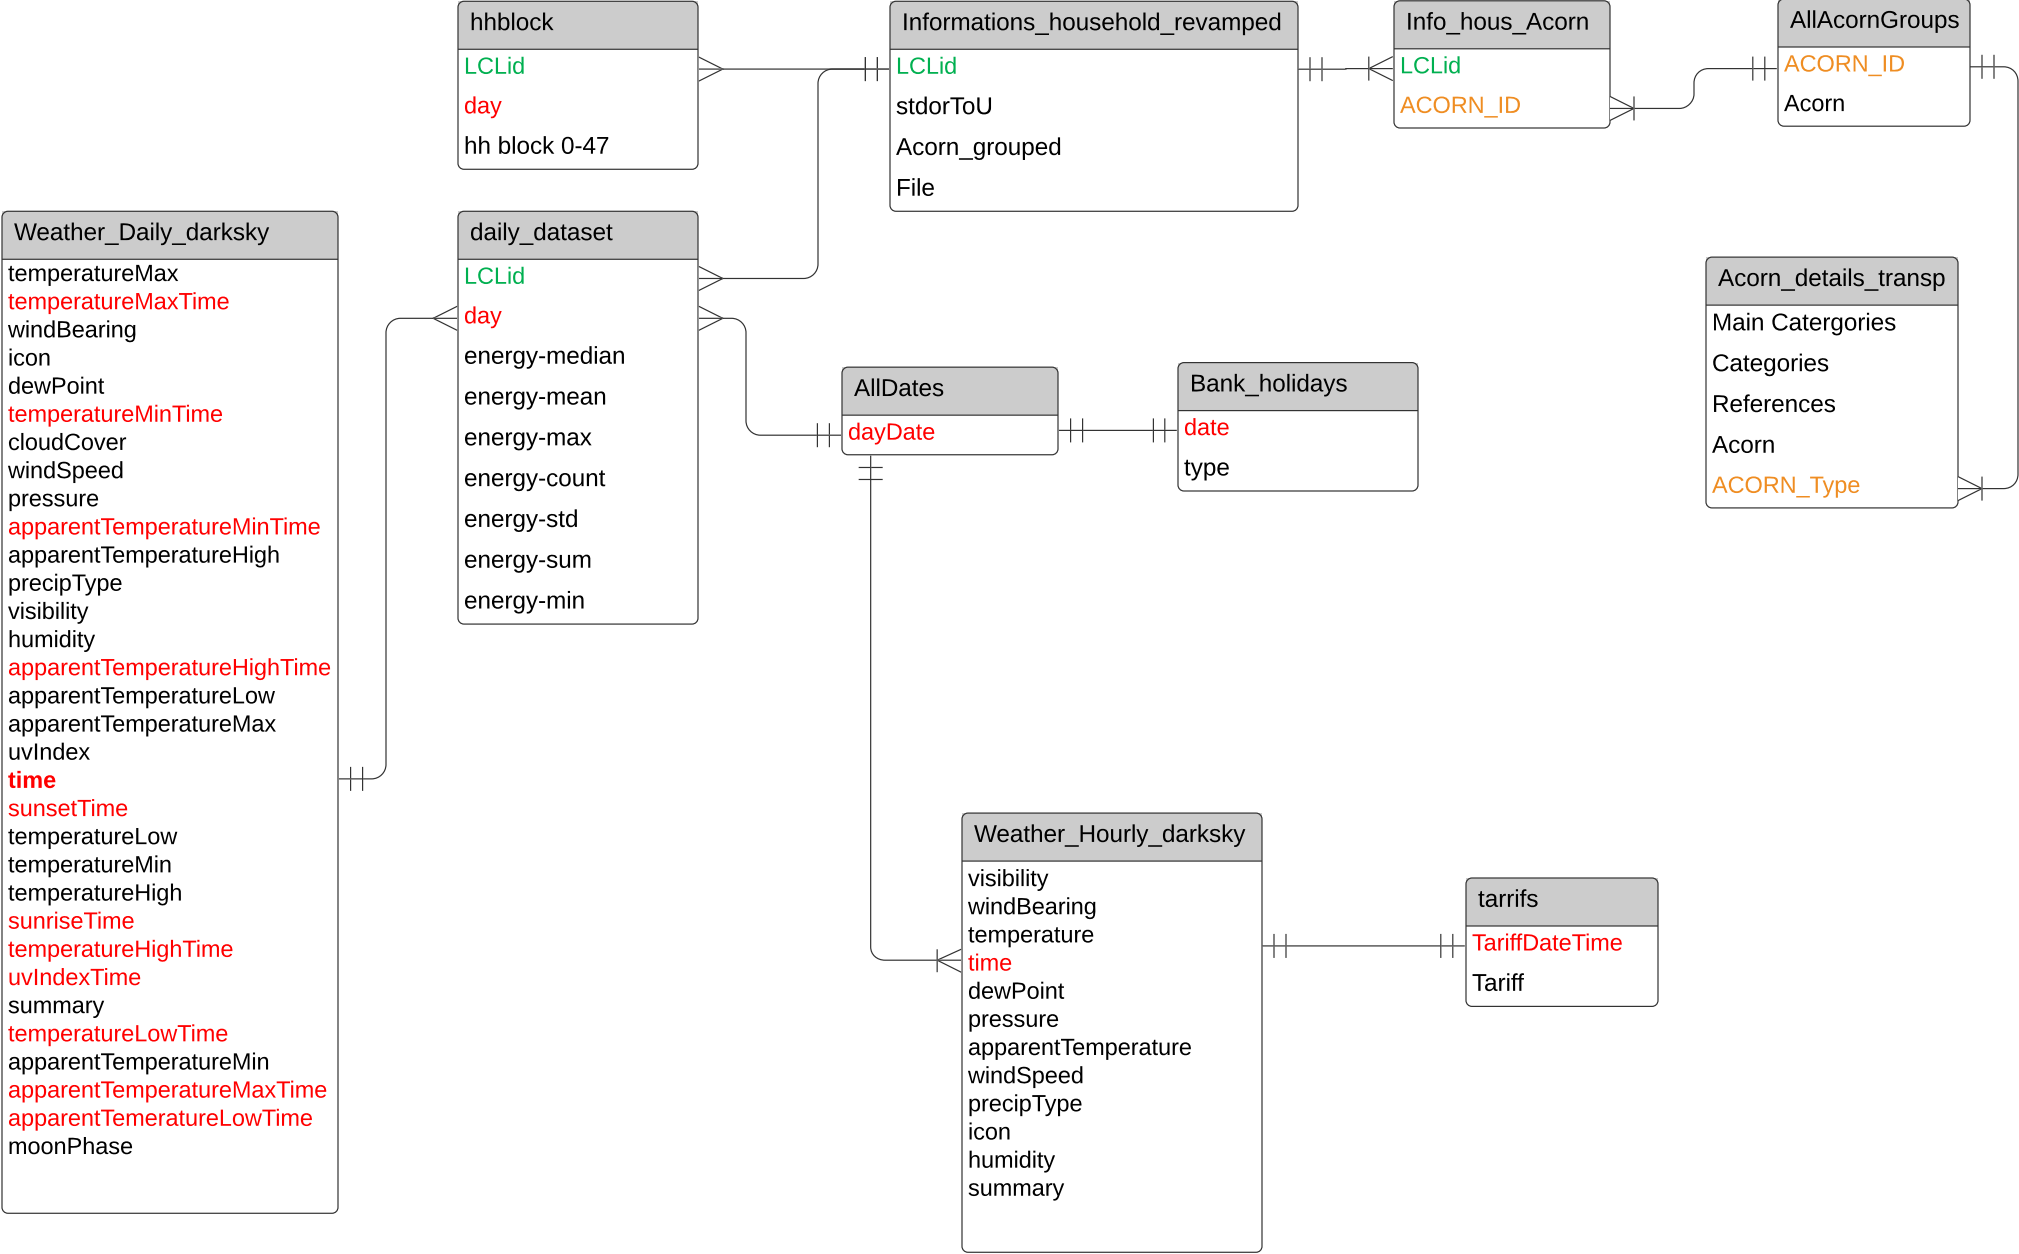 hhblock
LCLid
day
hh block 0-47
Informations_household_revamped
LCLid
stdorToU
Acorn_grouped
File
Info_hous_Acorn
LCLid
ACORN_ID
AllAcornGroups
ACORN_ID
Acorn
Weather_Daily_darksky
temperatureMax
temperatureMaxTime
windBearing
icon
dewPoint
temperatureMinTime
cloudCover
windSpeed
pressure
apparentTemperatureMinTime
apparentTemperatureHigh
precipType
visibility
humidity
apparentTemperatureHighTime
apparentTemperatureLow
apparentTemperatureMax
uvIndex
time
sunsetTime
temperatureLow
temperatureMin
temperatureHigh
sunriseTime
temperatureHighTime
uvIndexTime
summary
temperatureLowTime
apparentTemperatureMin
apparentTemperatureMaxTime
apparentTemeratureLowTime
moonPhase
daily_dataset
LCLid
day
energy-median
energy-mean
energy-max
energy-count
energy-std
energy-sum
energy-min
AllDates
dayDate
Bank_holidays
date
type
Acorn_details_transp
Main Catergories
Categories
References
Acorn
ACORN_Type
Weather_Hourly_darksky
visibility
windBearing
temperature
time
dewPoint
pressure
apparentTemperature
windSpeed
precipType
icon
humidity
summary
tarrifs
TariffDateTime
Tariff